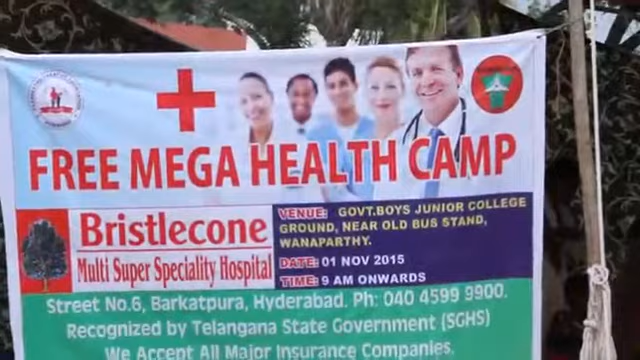 FREE MEGA HEALTH CAMP
Bristlecone
Multi Super Speciality Hospital
VENUE: GOVT.BOYS JUNIOR COLLEGE
GROUND, NEAR OLD BUS STAND,
WANAPARTHY.
DATE: 01 NOV 2015
TIME: 9 AM ONWARDS
Street No.6, Barkatpura, Hyderabad. Ph: 040 4599 9900.
Recognized by Telangana State Government (SGHS)
We Accept All Major Insurance Companies.